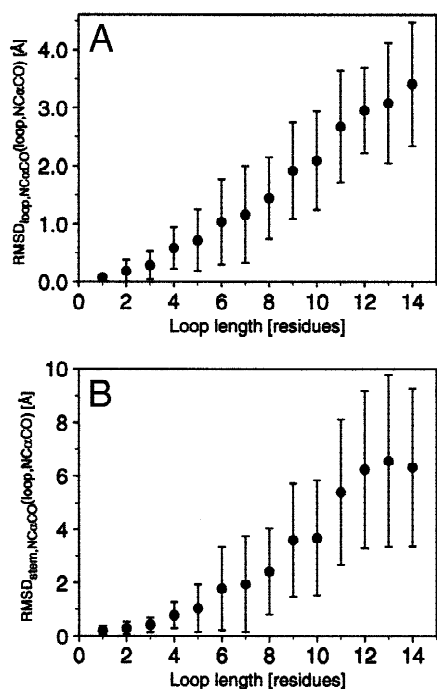 A
RMSD_loop,NCαCO(loop,NCαCO) [Å]
4.0
3.0
2.0
1.0
0.0
0 2 4 6 8 10 12 14
Loop length [residues]
B
RMSD_stem,NCαCO(loop,NCαCO) [Å]
10
8
6
4
2
0
0 2 4 6 8 10 12 14
Loop length [residues]